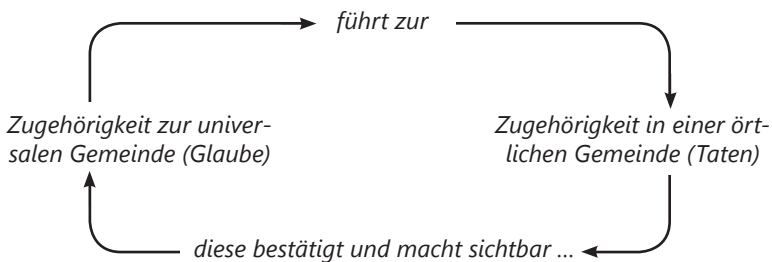 führt zur
Zugehörigkeit zur univer-
salen Gemeinde (Glaube)
Zugehörigkeit in einer ört-
lichen Gemeinde (Taten)
diese bestätigt und macht sichtbar ...